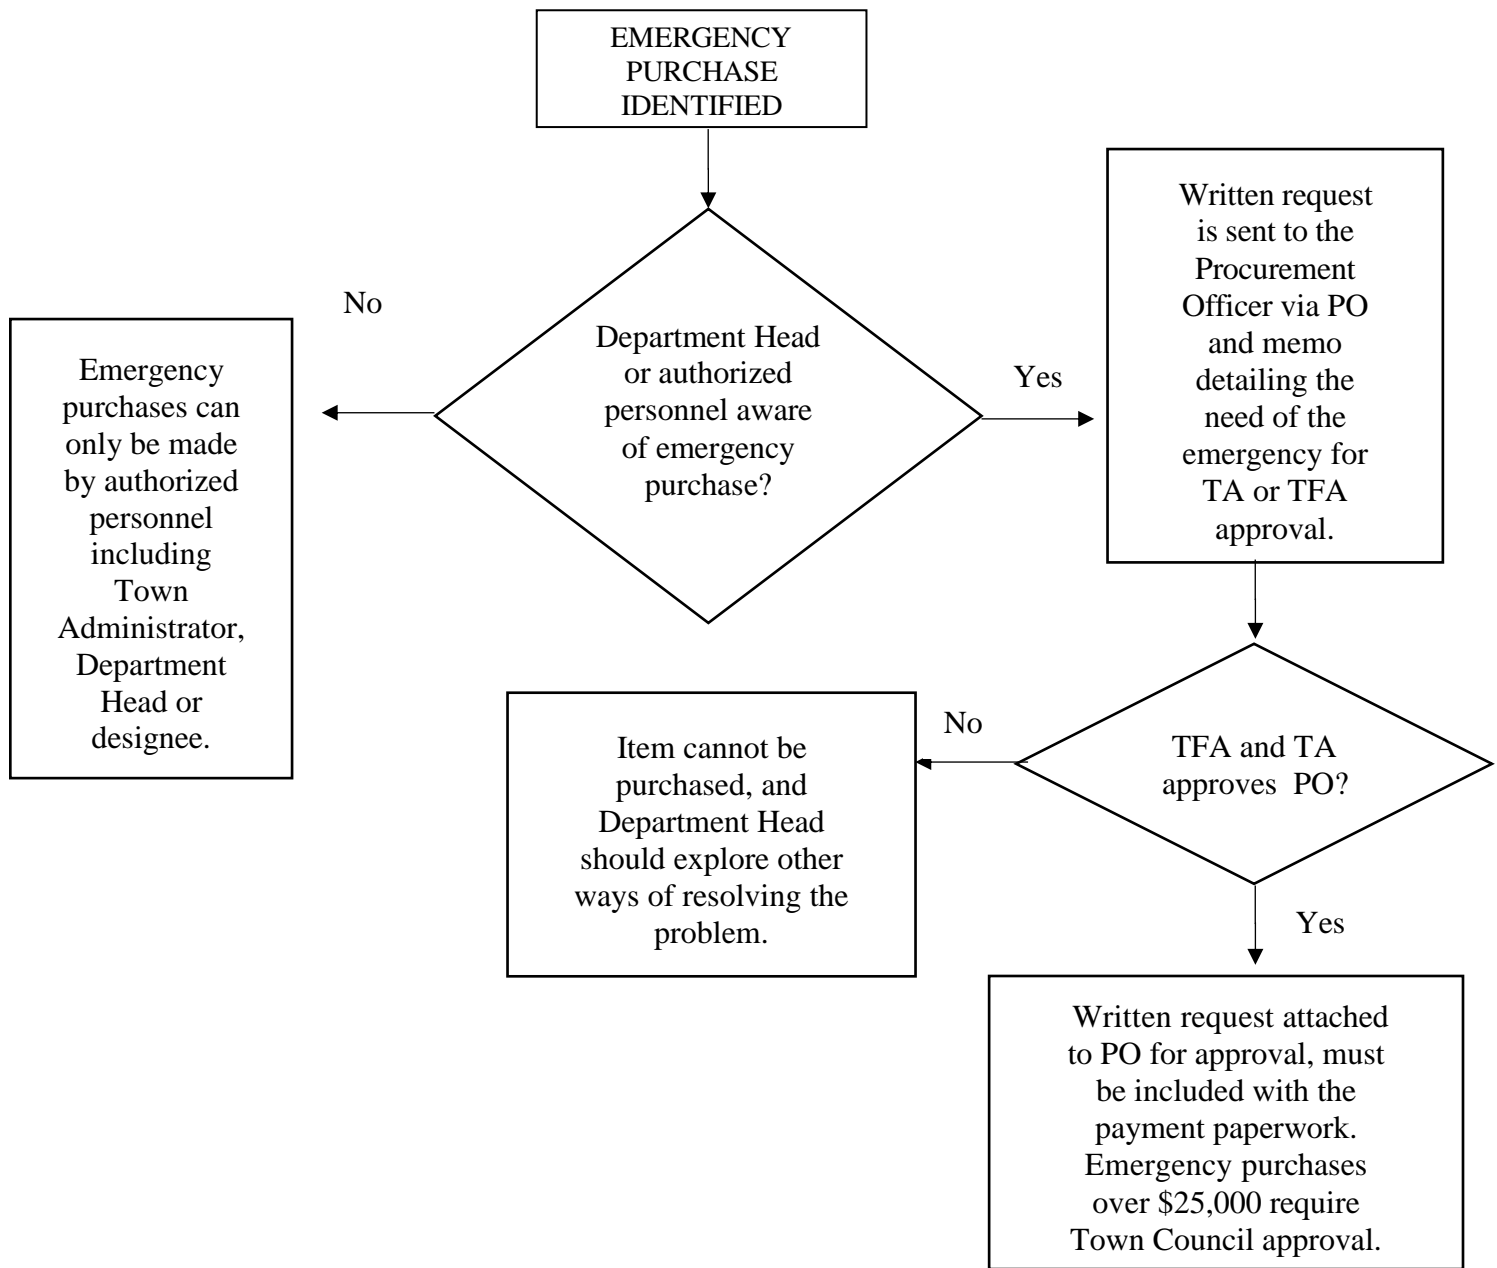 EMERGENCY
PURCHASE
IDENTIFIED
No
Emergency
purchases can
only be made
by authorized
personnel
including
Town
Administrator,
Department
Head or
designee.
Department Head
or authorized
personnel aware
of emergency
purchase?
Yes
Written request
is sent to the
Procurement
Officer via PO
and memo
detailing the
need of the
emergency for
TA or TFA
approval.
TFA and TA
approves PO?
No
Item cannot be
purchased, and
Department Head
should explore other
ways of resolving the
problem.
Yes
Written request attached
to PO for approval, must
be included with the
payment paperwork.
Emergency purchases
over $25,000 require
Town Council approval.